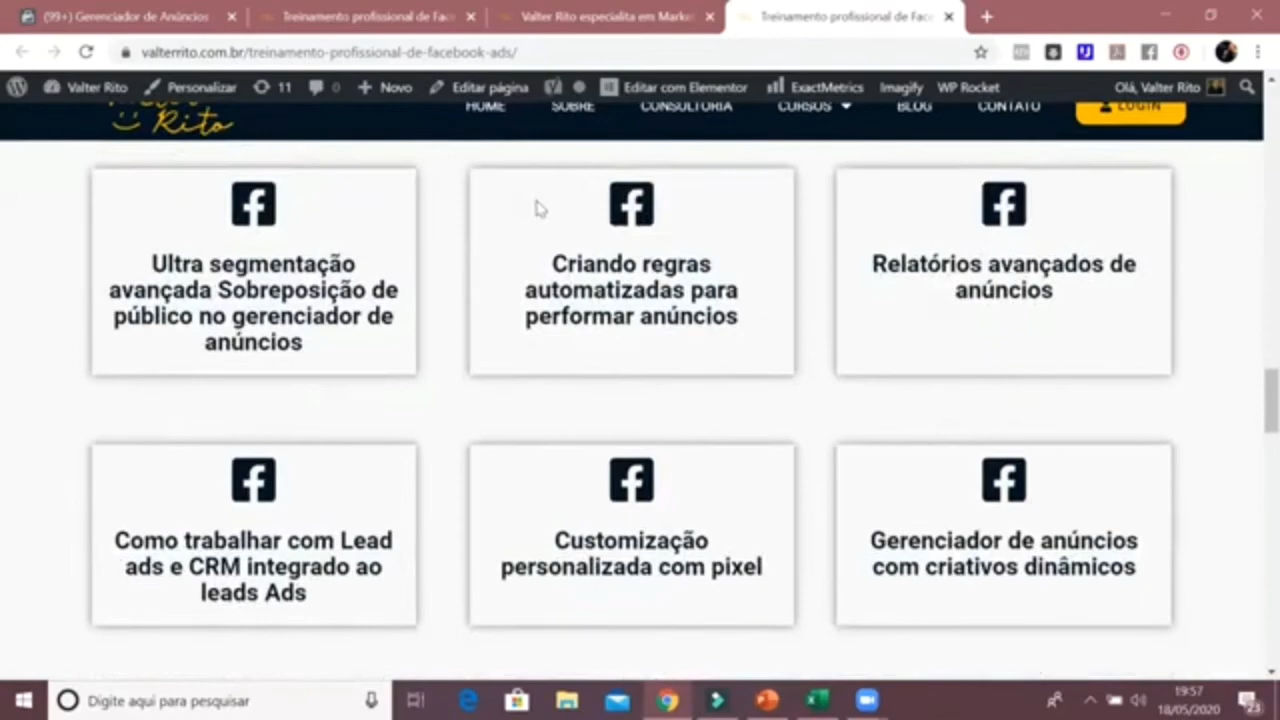 (99+) Gerenciador de Anúncios
Treinamento profissional de Fac
Valter Rito especialita em Marke
Treinamento profissional de Face
valterrito.com.br/treinamento-profissional-de-facebook-ads/
Valter Rito
Personalizar
11
0
Novo
Editar página
Editar com Elementor
ExactMetrics
Imagify
WP Rocket
Olá, Valter Rito
Rito
HOME
SOBRE
CONSULTORIA
CURSOS
BLOG
CONTATO
LOGIN
Ultra segmentação
avançada Sobreposição de
público no gerenciador de
anúncios
Criando regras
automatizadas para
performar anúncios
Relatórios avançados de
anúncios
Como trabalhar com Lead
ads e CRM integrado ao
leads Ads
Customização
personalizada com pixel
Gerenciador de anúncios
com criativos dinâmicos
Digite aqui para pesquisar
19:57
18/05/2020
23